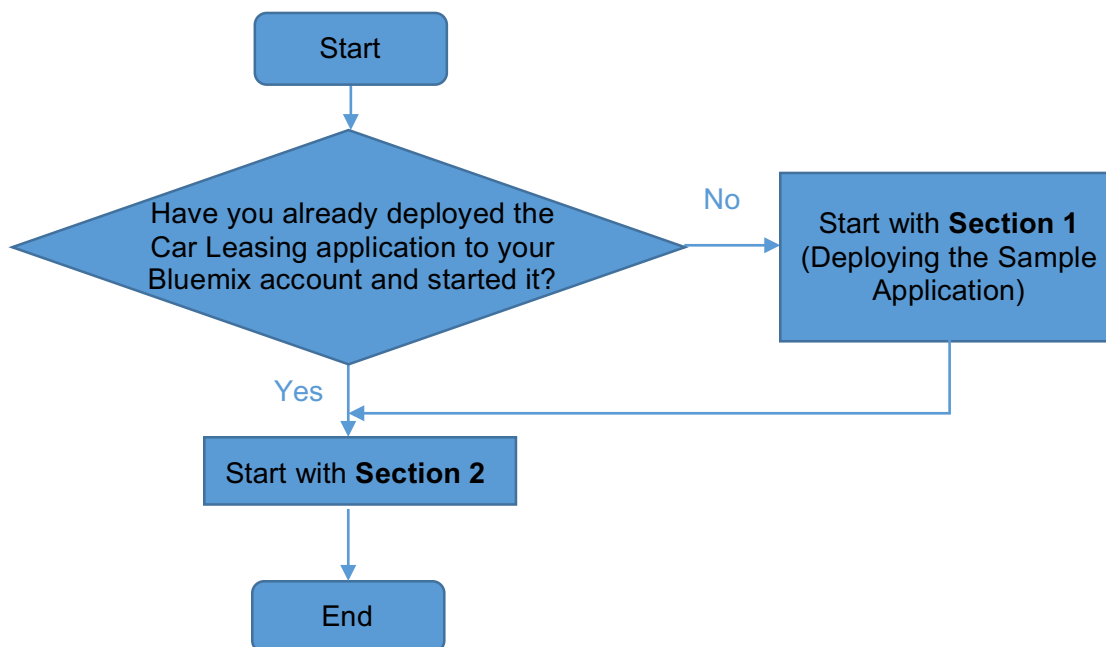 Start
Have you already deployed the
Car Leasing application to your
Bluemix account and started it?
No
Start with Section 1
(Deploying the Sample
Application)
Yes
Start with Section 2
End